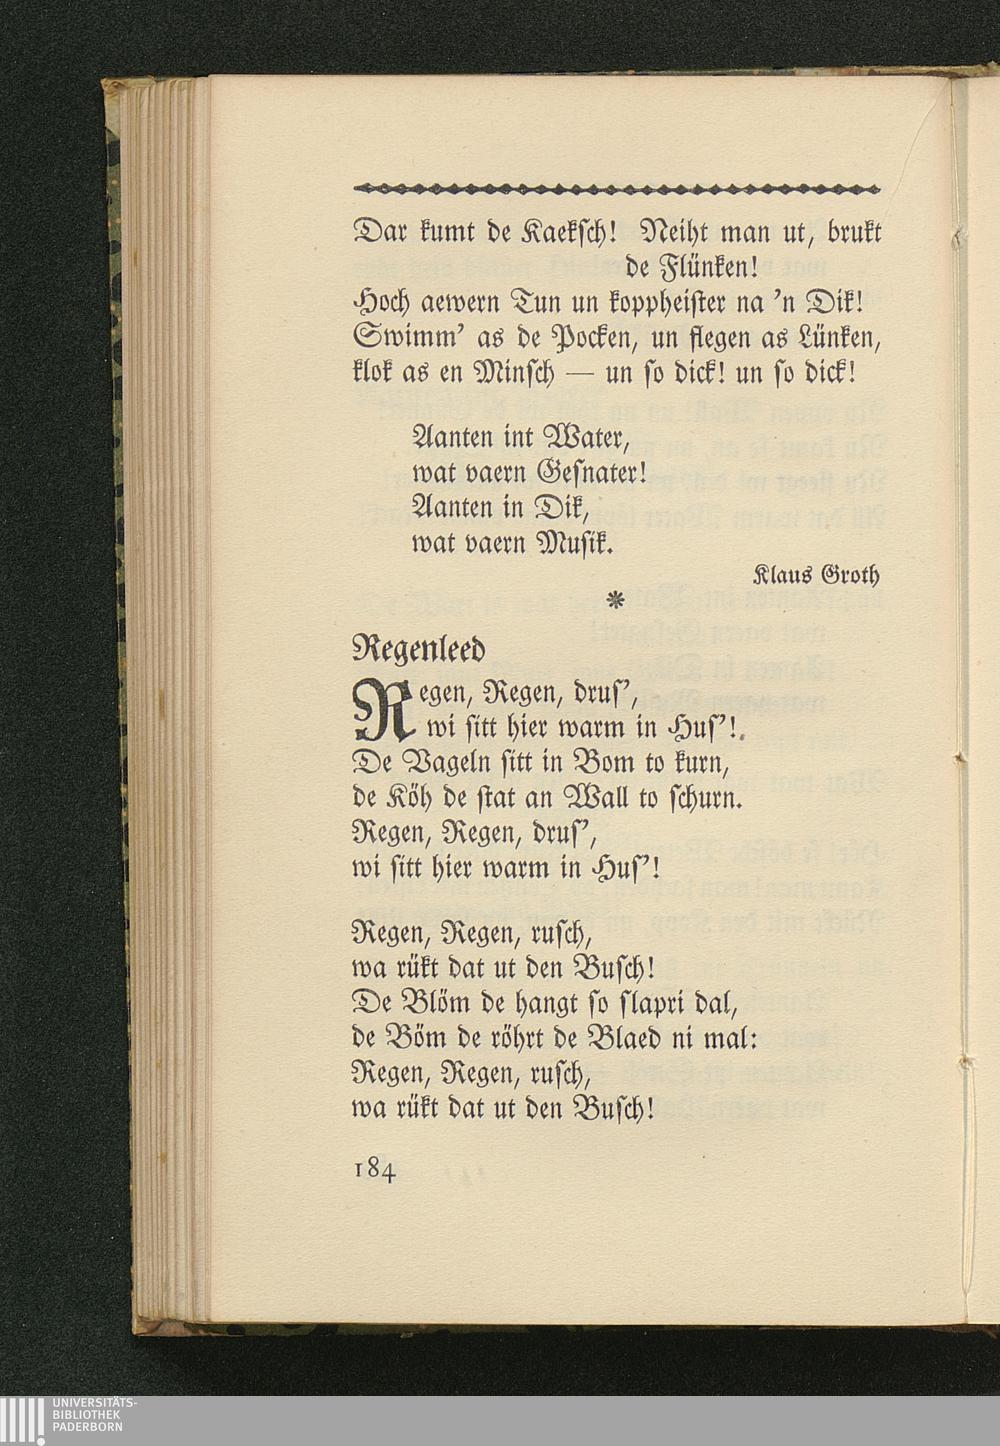 Dar kumt de Kaeksch! Neiht man ut, brukt
de Flünken!
Hoch aewern Tun un koppheister na 'n Dik!
Swimm' as de Pocken, un flegen as Lünken,
klok as en Minsch — un so dick! un so dick!
Aanten int Water,
wat vaern Gesnater!
Aanten in Dik,
wat vaern Musik.
Klaus Groth
*
Regenleed
Regen, Regen, drus',
wi sitt hier warm in Hus'!
De Vageln sitt in Bom to kurn,
de Köh de stat an Wall to schurn.
Regen, Regen, drus',
wi sitt hier warm in Hus'!
Regen, Regen, rusch,
wa rükt dat ut den Busch!
De Blöm de hangt so slapri dal,
de Böm de röhrt de Blaed ni mal:
Regen, Regen, rusch,
wa rükt dat ut den Busch!
184
UNIVERSITÄTS-
BIBLIOTHEK
PADERBORN